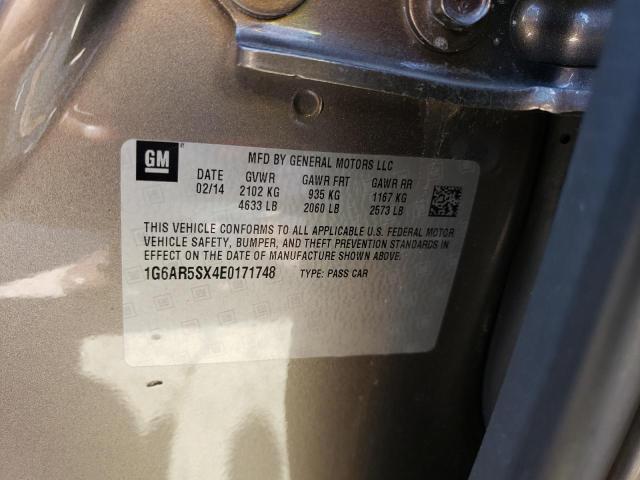 GM
MFD BY GENERAL MOTORS LLC
DATE GVWR GAWR FRT GAWR RR
02/14 2102 KG 935 KG 1167 KG
4633 LB 2060 LB 2573 LB
THIS VEHICLE CONFORMS TO ALL APPLICABLE U.S. FEDERAL MOTOR
VEHICLE SAFETY, BUMPER, AND THEFT PREVENTION STANDARDS IN
EFFECT ON THE DATE OF MANUFACTURE SHOWN ABOVE.
1G6AR5SX4E0171748 TYPE: PASS CAR